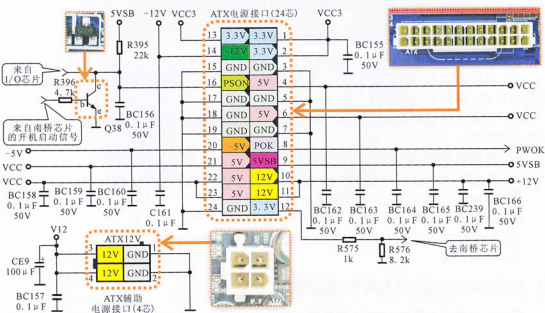 ATX电源接口(24芯)
5VSB
-12V
VCC3
VCC3
R395
22k
来自
I/O芯片
R396
4.7k
b
c
e
Q38
来自南桥芯片
的开机启动信号
BC156
0.1μF
50V
BC155
0.1μF
50V
13 3.3V 3.3V 1
14 -12V 3.3V 2
15 GND GND 3
16 PSON 5V 4
17 GND GND 5
18 GND 5V 6
19 GND GND 7
20 -5V POK 8
21 5V 5VSB 9
22 5V 12V 10
23 5V 12V 11
24 GND 3.3V 12
ATX
VCC
VCC
PWOK
5VSB
+12V
-5V
VCC
VCC
BC158
0.1μF
50V
BC159
0.1μF
50V
BC160
0.1μF
50V
C161
0.1μF
BC162
0.1μF
50V
BC163
0.1μF
50V
BC164
0.1μF
50V
BC165
0.1μF
50V
BC239
0.1μF
50V
BC166
0.1μF
50V
R575
1k
R576
8.2k
去南桥芯片
V12
ATX12V
3 12V GND 1
4 12V GND 2
CE9
100μF
BC157
0.1μF
ATX辅助
电源接口(4芯)